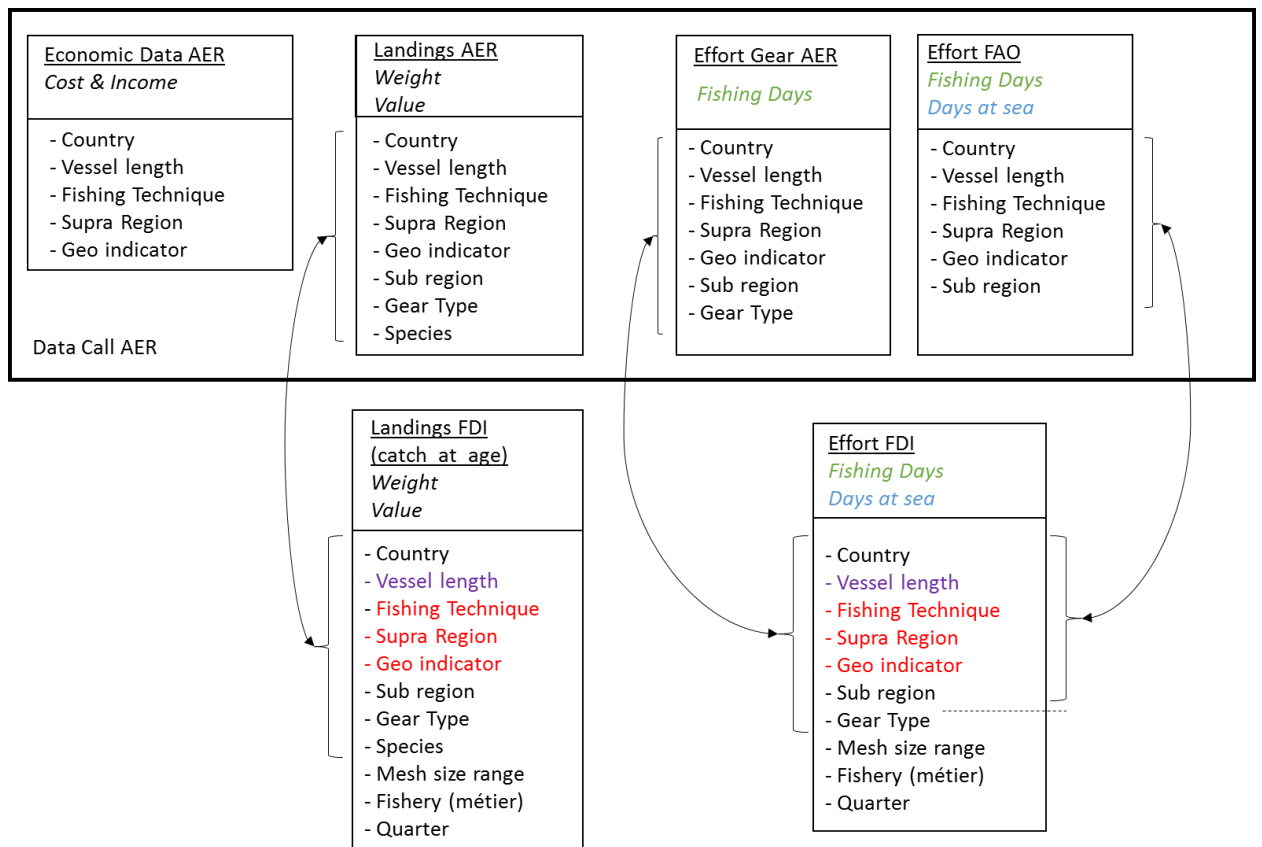 Economic Data AER
Cost & Income
- Country
- Vessel length
- Fishing Technique
- Supra Region
- Geo indicator
Landings AER
Weight
Value
- Country
- Vessel length
- Fishing Technique
- Supra Region
- Geo indicator
- Sub region
- Gear Type
- Species
Effort Gear AER
Fishing Days
- Country
- Vessel length
- Fishing Technique
- Supra Region
- Geo indicator
- Sub region
- Gear Type
Effort FAO
Fishing Days
Days at sea
- Country
- Vessel length
- Fishing Technique
- Supra Region
- Geo indicator
- Sub region
Data Call AER
Landings FDI
(catch_at_age)
Weight
Value
- Country
- Vessel length
- Fishing Technique
- Supra Region
- Geo indicator
- Sub region
- Gear Type
- Species
- Mesh size range
- Fishery (métier)
- Quarter
Effort FDI
Fishing Days
Days at sea
- Country
- Vessel length
- Fishing Technique
- Supra Region
- Geo indicator
- Sub region
- Gear Type
- Mesh size range
- Fishery (métier)
- Quarter